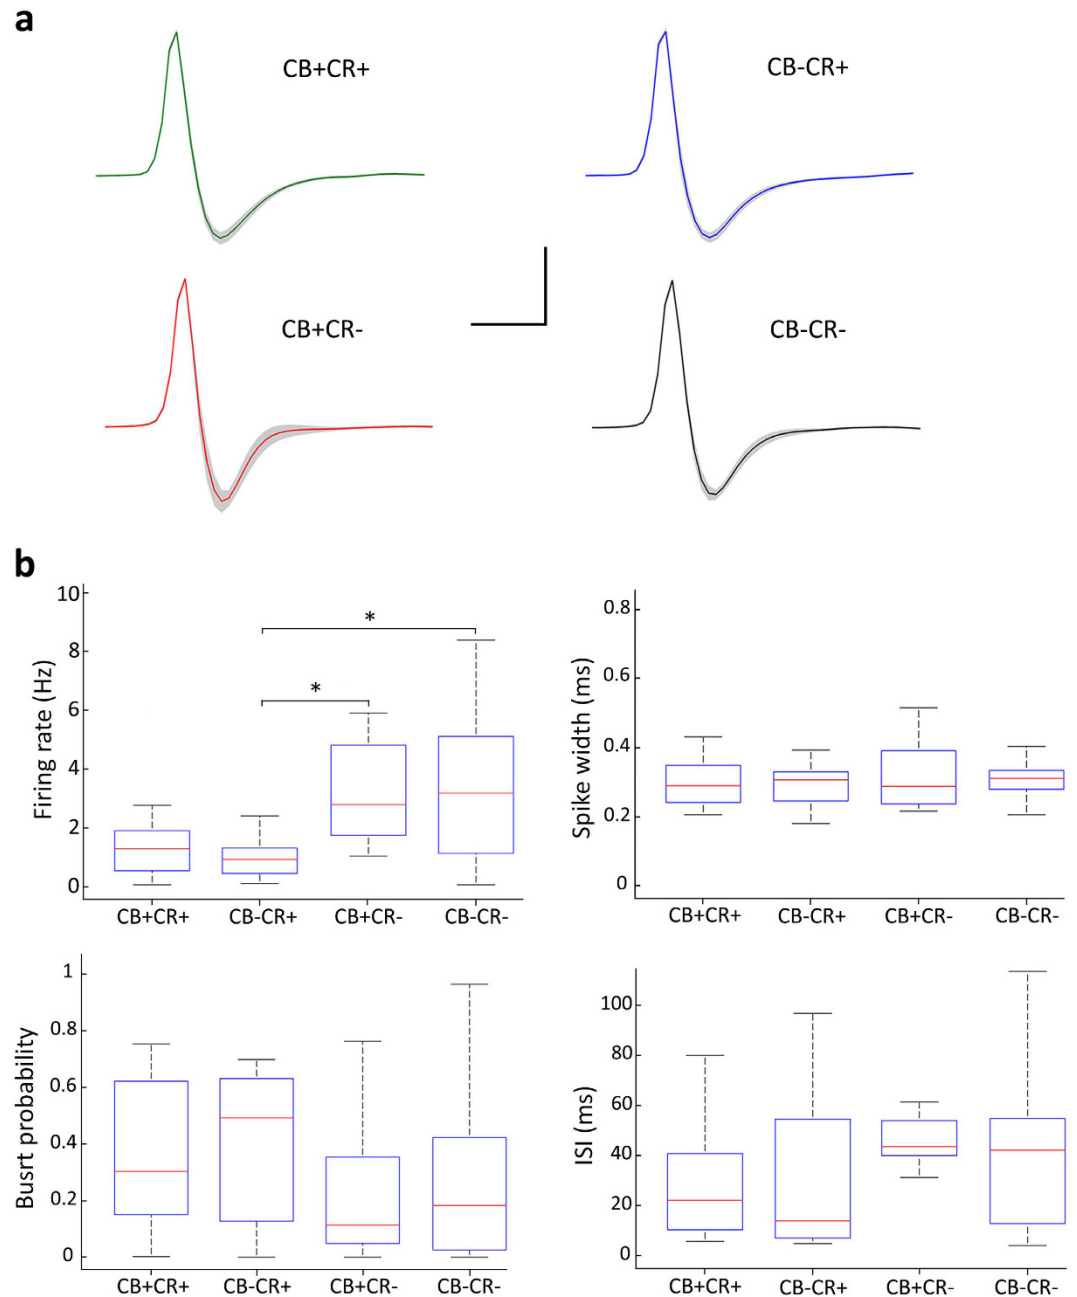 a
CB+CR+
CB-CR+
CB+CR-
CB-CR-
b
Firing rate (Hz)
10
8
6
4
2
0
*
*
CB+CR+ CB-CR+ CB+CR- CB-CR-
Spike width (ms)
0.8
0.6
0.4
0.2
0
CB+CR+ CB-CR+ CB+CR- CB-CR-
Busrt probability
1
0.8
0.6
0.4
0.2
0
CB+CR+ CB-CR+ CB+CR- CB-CR-
ISI (ms)
100
80
60
40
20
0
CB+CR+ CB-CR+ CB+CR- CB-CR-